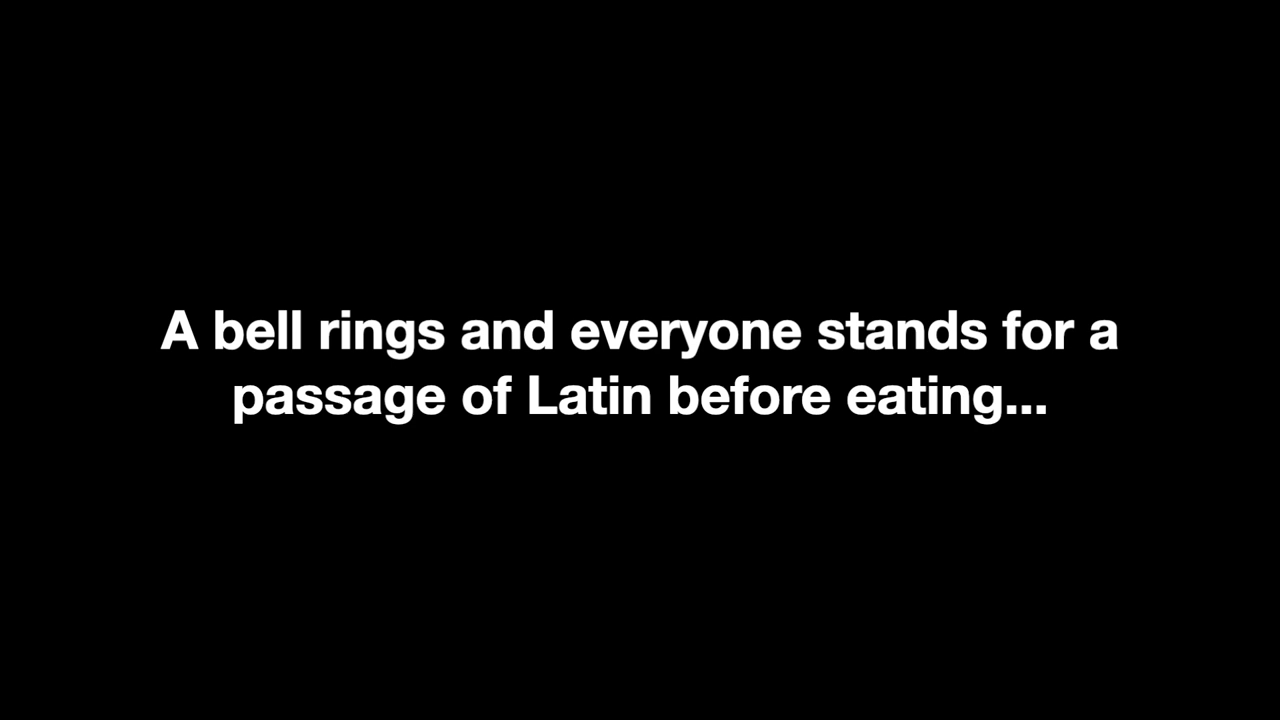 A bell rings and everyone stands for a
passage of Latin before eating...